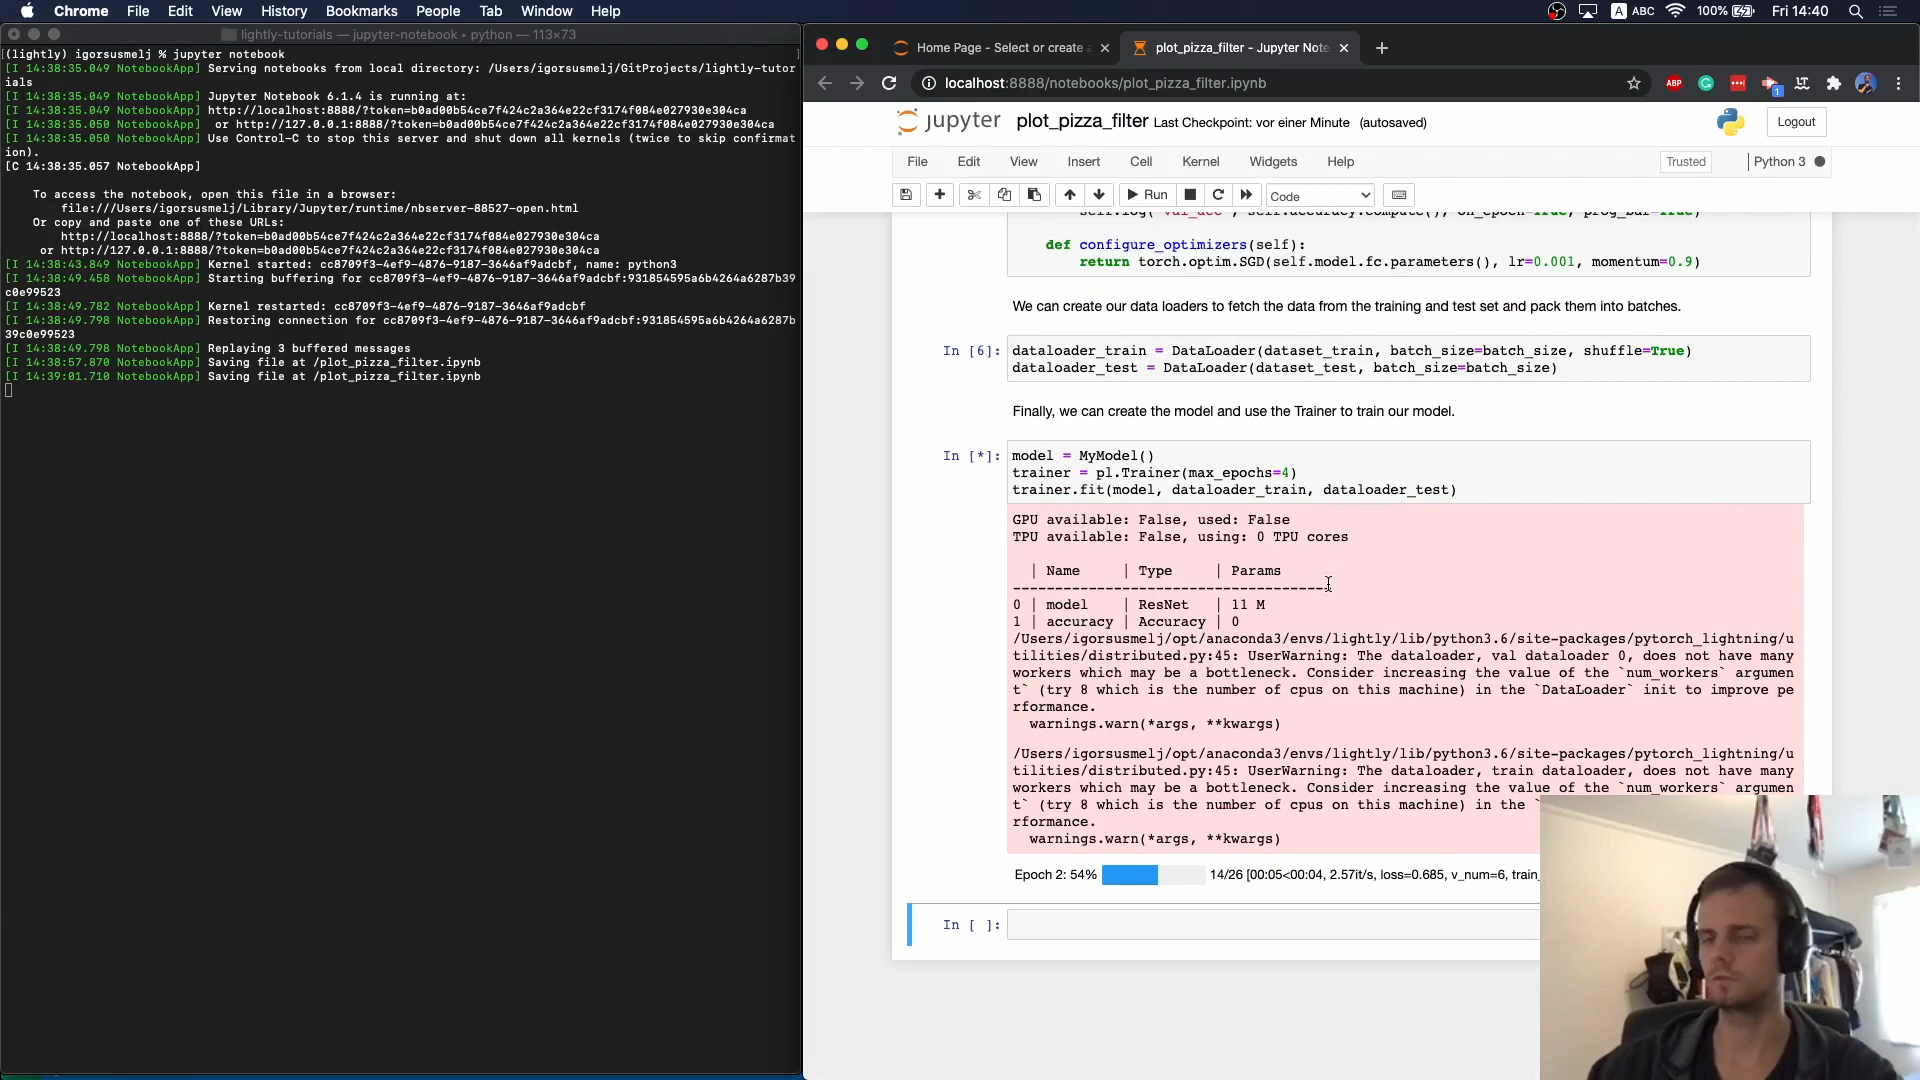 Chrome File Edit View History Bookmarks People Tab Window Help A ABC 100% Fri 14:40
lightly-tutorials — jupyter-notebook • python — 113×73
(lightly) igorsusmelj % jupyter notebook
[I 14:38:35.049 NotebookApp] Serving notebooks from local directory: /Users/igorsusmelj/GitProjects/lightly-tutor
ials
[I 14:38:35.049 NotebookApp] Jupyter Notebook 6.1.4 is running at:
[I 14:38:35.049 NotebookApp] http://localhost:8888/?token=b0ad00b54ce7f424c2a364e22cf3174f084e027930e304ca
[I 14:38:35.050 NotebookApp]  or http://127.0.0.1:8888/?token=b0ad00b54ce7f424c2a364e22cf3174f084e027930e304ca
[I 14:38:35.050 NotebookApp] Use Control-C to stop this server and shut down all kernels (twice to skip confirmat
ion).
[C 14:38:35.057 NotebookApp]
To access the notebook, open this file in a browser:
file:///Users/igorsusmelj/Library/Jupyter/runtime/nbserver-88527-open.html
Or copy and paste one of these URLs:
http://localhost:8888/?token=b0ad00b54ce7f424c2a364e22cf3174f084e027930e304ca
or http://127.0.0.1:8888/?token=b0ad00b54ce7f424c2a364e22cf3174f084e027930e304ca
[I 14:38:43.849 NotebookApp] Kernel started: cc8709f3-4ef9-4876-9187-3646af9adcbf, name: python3
[I 14:38:49.458 NotebookApp] Starting buffering for cc8709f3-4ef9-4876-9187-3646af9adcbf:931854595a6b4264a6287b39
c0e99523
[I 14:38:49.782 NotebookApp] Kernel restarted: cc8709f3-4ef9-4876-9187-3646af9adcbf
[I 14:38:49.798 NotebookApp] Restoring connection for cc8709f3-4ef9-4876-9187-3646af9adcbf:931854595a6b4264a6287b
39c0e99523
[I 14:38:49.798 NotebookApp] Replaying 3 buffered messages
[I 14:38:57.870 NotebookApp] Saving file at /plot_pizza_filter.ipynb
[I 14:39:01.710 NotebookApp] Saving file at /plot_pizza_filter.ipynb
Home Page - Select or create a plot_pizza_filter - Jupyter Note
localhost:8888/notebooks/plot_pizza_filter.ipynb ABP 1
jupyter plot_pizza_filter Last Checkpoint: vor einer Minute (autosaved) Logout
File Edit View Insert Cell Kernel Widgets Help Trusted Python 3
Run Code
self.log('val_acc', self.accuracy.compute(), on_epoch=True, prog_bar=True)
def configure_optimizers(self):
return torch.optim.SGD(self.model.fc.parameters(), lr=0.001, momentum=0.9)
We can create our data loaders to fetch the data from the training and test set and pack them into batches.
In [6]: dataloader_train = DataLoader(dataset_train, batch_size=batch_size, shuffle=True)
dataloader_test = DataLoader(dataset_test, batch_size=batch_size)
Finally, we can create the model and use the Trainer to train our model.
In [*]: model = MyModel()
trainer = pl.Trainer(max_epochs=4)
trainer.fit(model, dataloader_train, dataloader_test)
GPU available: False, used: False
TPU available: False, using: 0 TPU cores
| Name | Type | Params
--------------------------------------
0 | model | ResNet | 11 M
1 | accuracy | Accuracy | 0
/Users/igorsusmelj/opt/anaconda3/envs/lightly/lib/python3.6/site-packages/pytorch_lightning/u
tilities/distributed.py:45: UserWarning: The dataloader, val dataloader 0, does not have many
workers which may be a bottleneck. Consider increasing the value of the `num_workers` argumen
t` (try 8 which is the number of cpus on this machine) in the `DataLoader` init to improve pe
rformance.
warnings.warn(*args, **kwargs)
/Users/igorsusmelj/opt/anaconda3/envs/lightly/lib/python3.6/site-packages/pytorch_lightning/u
tilities/distributed.py:45: UserWarning: The dataloader, train dataloader, does not have many
workers which may be a bottleneck. Consider increasing the value of the `num_workers` argumen
t` (try 8 which is the number of cpus on this machine) in the `
rformance.
warnings.warn(*args, **kwargs)
Epoch 2: 54% 14/26 [00:05<00:04, 2.57it/s, loss=0.685, v_num=6, train_
In [ ]: